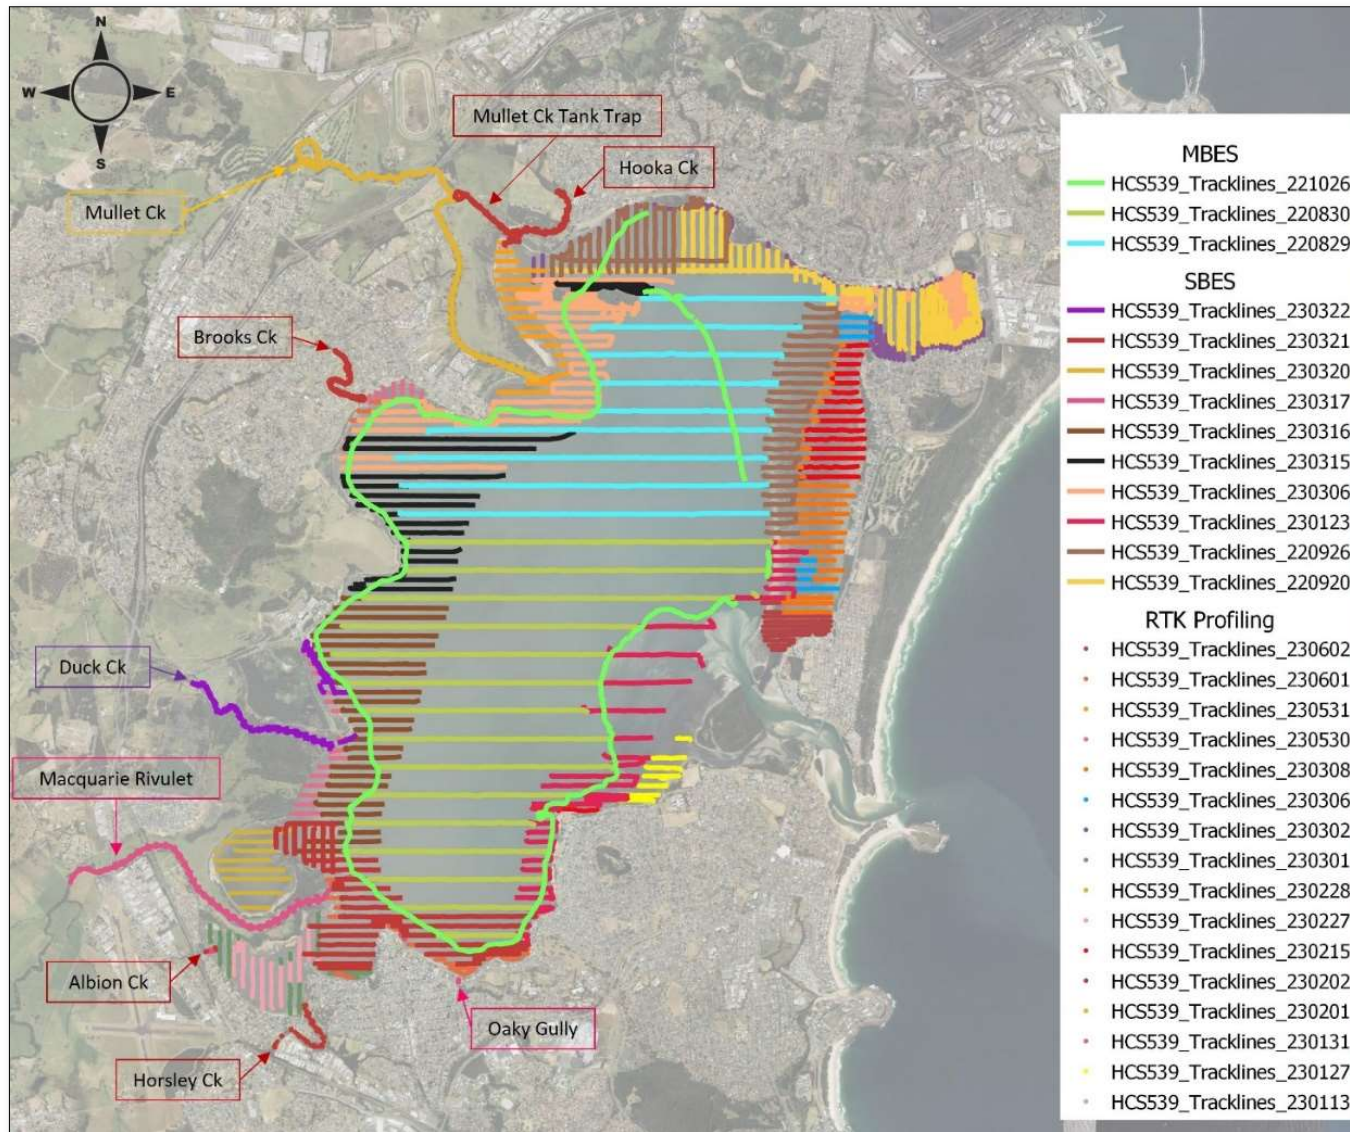 N
W
E
S
Mullet Ck Tank Trap
Hooka Ck
Mullet Ck
Brooks Ck
Duck Ck
Macquarie Rivulet
Albion Ck
Oaky Gully
Horsley Ck
MBES
HCS539_Tracklines_221026
HCS539_Tracklines_220830
HCS539_Tracklines_220829
SBES
HCS539_Tracklines_230322
HCS539_Tracklines_230321
HCS539_Tracklines_230320
HCS539_Tracklines_230317
HCS539_Tracklines_230316
HCS539_Tracklines_230315
HCS539_Tracklines_230306
HCS539_Tracklines_230123
HCS539_Tracklines_220926
HCS539_Tracklines_220920
RTK Profiling
HCS539_Tracklines_230602
HCS539_Tracklines_230601
HCS539_Tracklines_230531
HCS539_Tracklines_230530
HCS539_Tracklines_230308
HCS539_Tracklines_230306
HCS539_Tracklines_230302
HCS539_Tracklines_230301
HCS539_Tracklines_230228
HCS539_Tracklines_230227
HCS539_Tracklines_230215
HCS539_Tracklines_230202
HCS539_Tracklines_230201
HCS539_Tracklines_230131
HCS539_Tracklines_230127
HCS539_Tracklines_230113